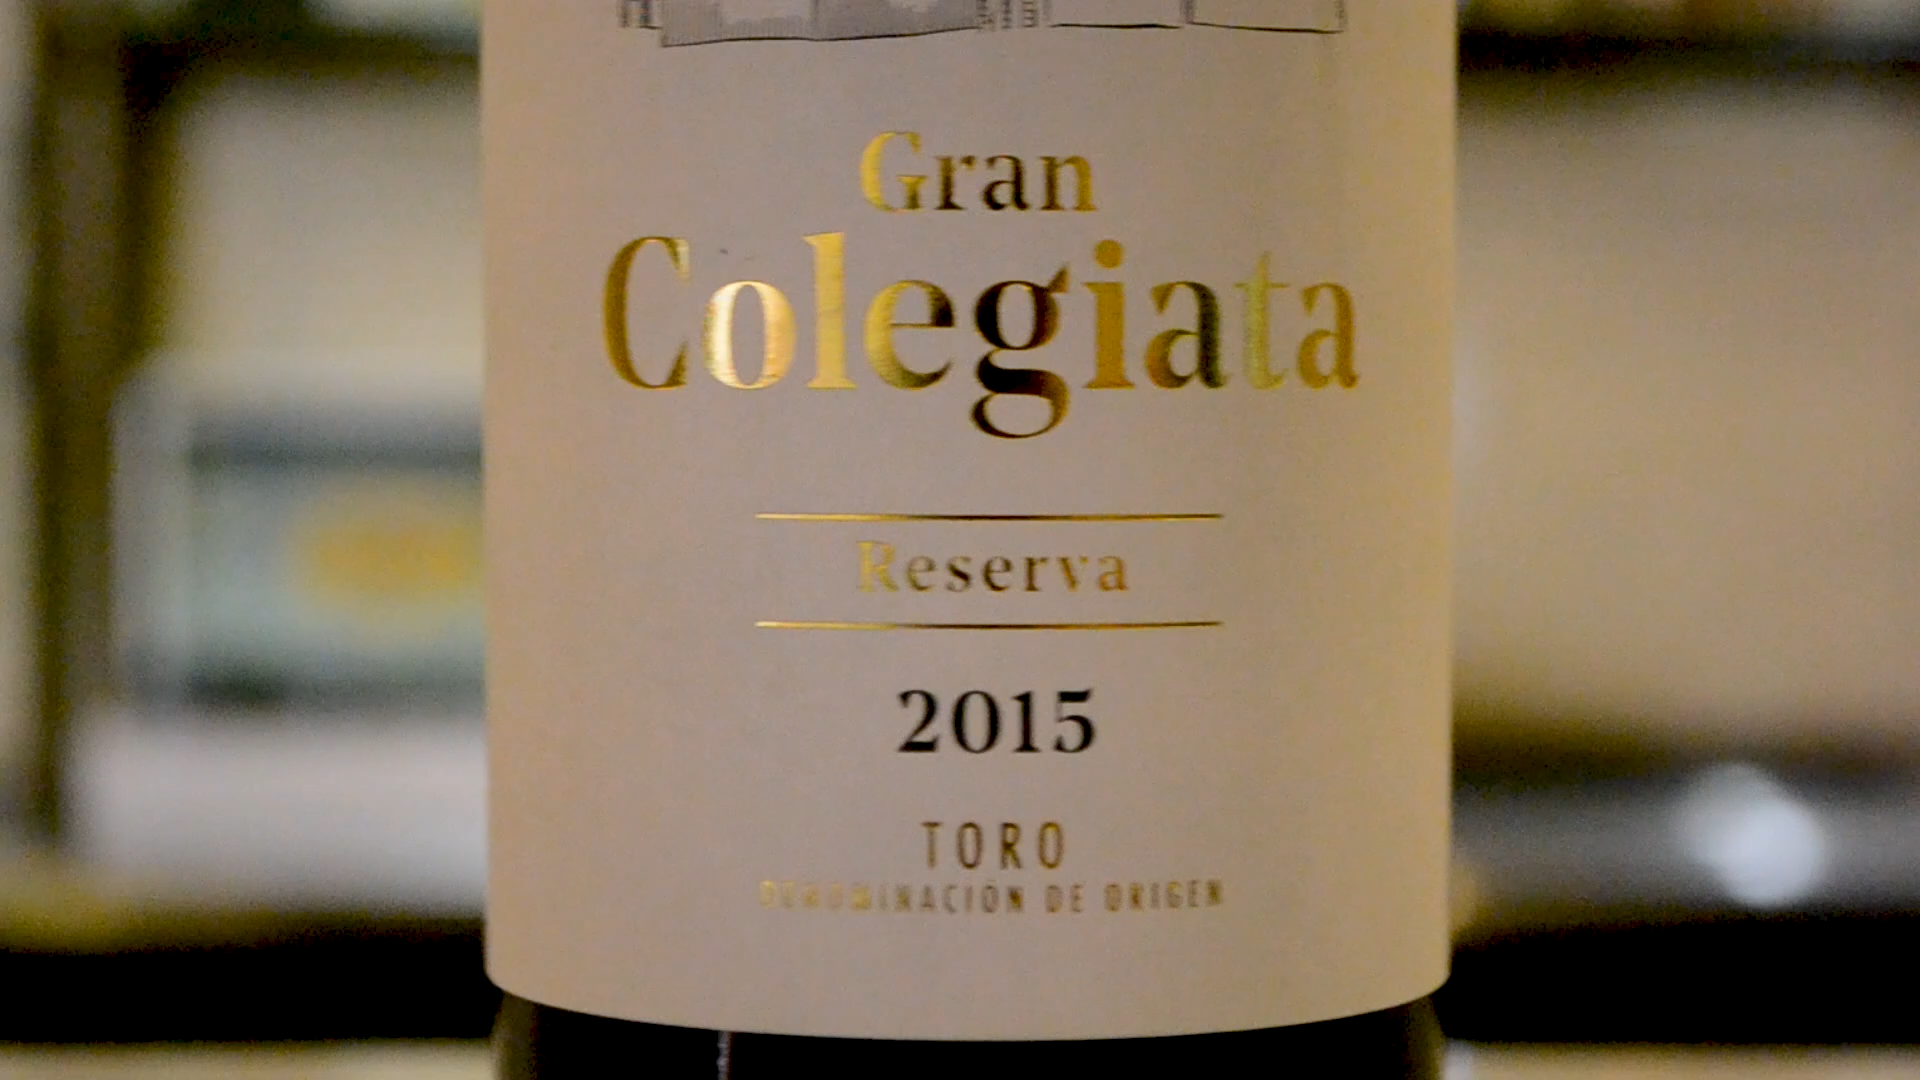 Gran
Colegiata
Reserva
2015
TORO
DENOMINACIÓN DE ORIGEN